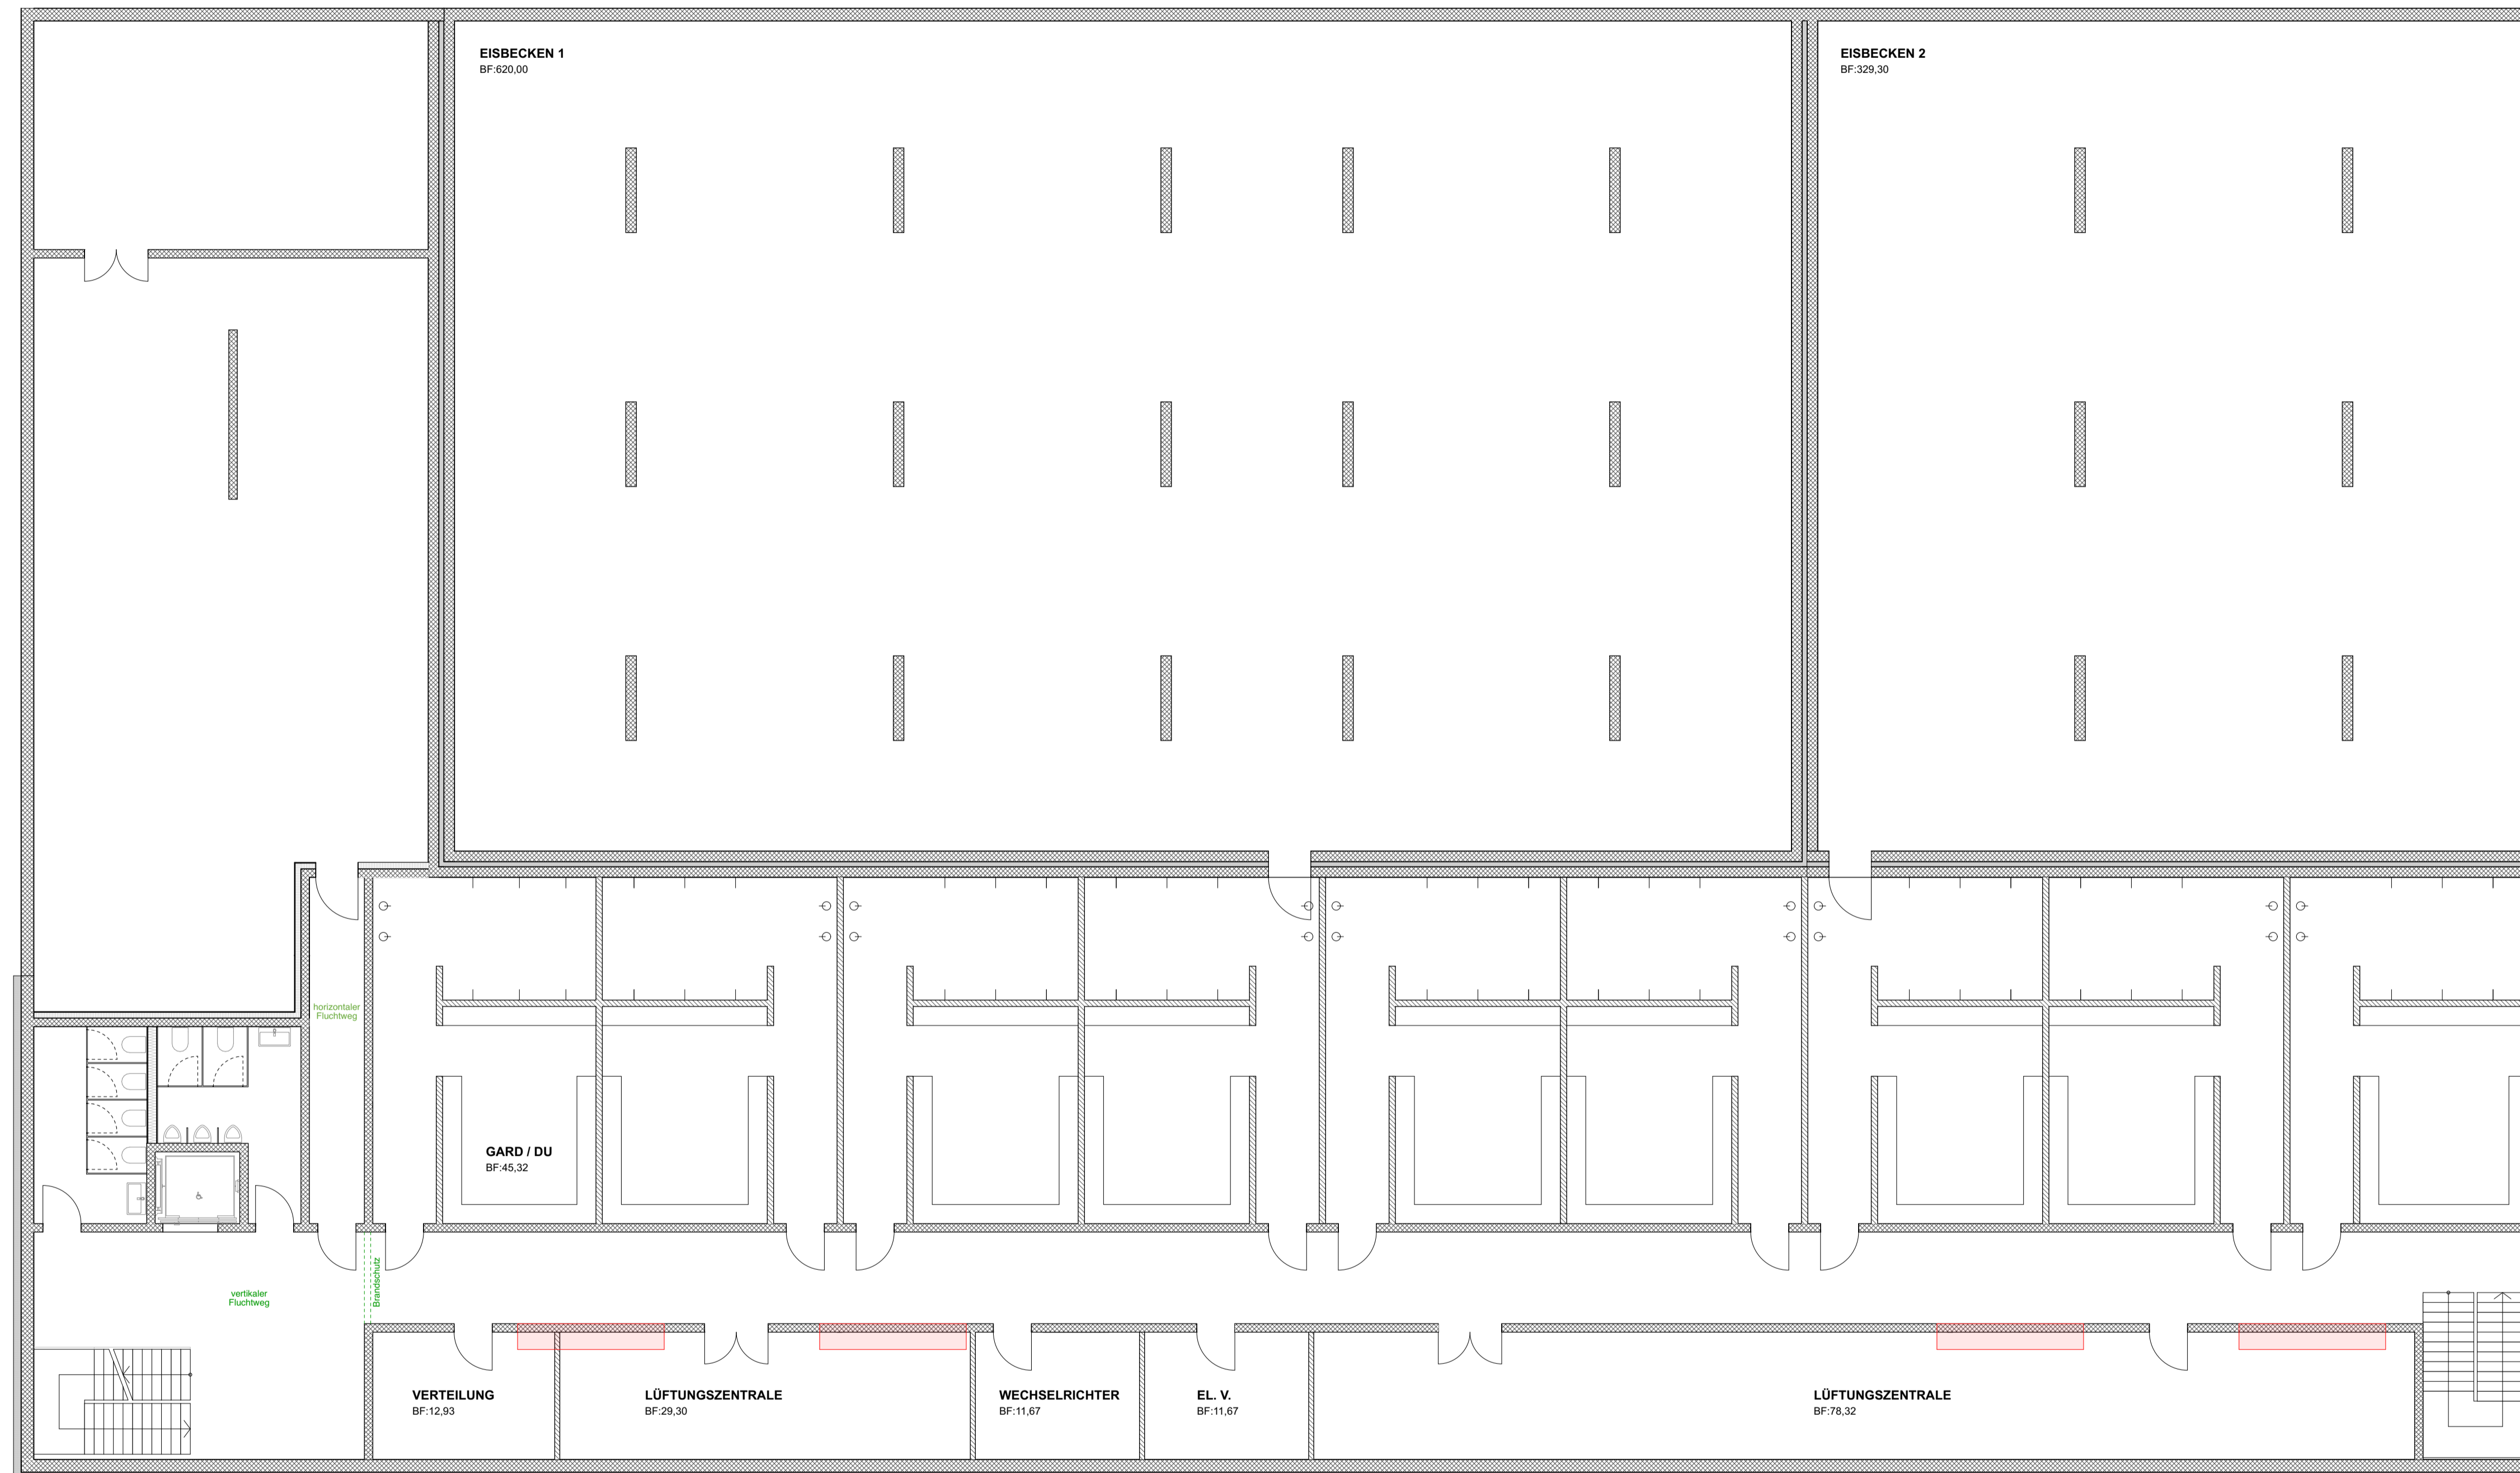 EISBECKEN 1
BF:620,00
EISBECKEN 2
BF:329,30
horizontaler
Fluchtweg
GARD / DU
BF:45,32
vertikaler
Fluchtweg
Brandschutz
VERTEILUNG
BF:12,93
LÜFTUNGSZENTRALE
BF:29,30
WECHSELRICHTER
BF:11,67
EL. V.
BF:11,67
LÜFTUNGSZENTRALE
BF:78,32